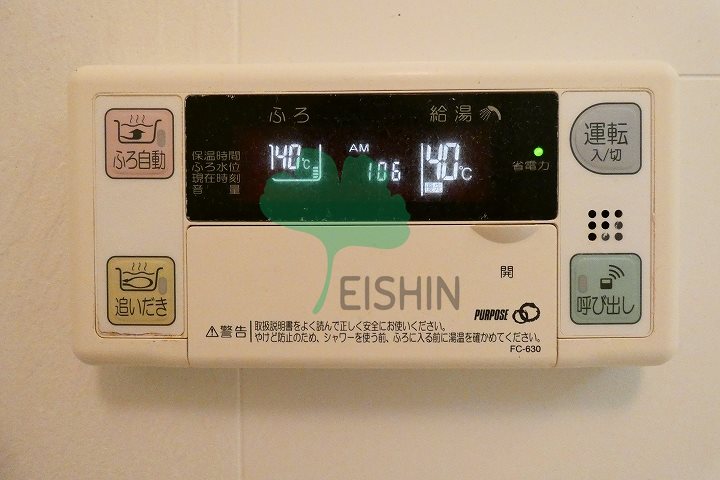 ふろ 給湯
ふろ自動
保温時間
ふろ水位
現在時刻
音量
40℃
AM
1:06
40℃
優先
省電力
運転
入/切
開
追いだき
呼び出し
EISHIN
PURPOSE
⚠警告 取扱説明書をよく読んで正しく安全にお使いください。
やけど防止のため、シャワーを使う前、ふろに入る前に湯温を確かめてください。
FC-630